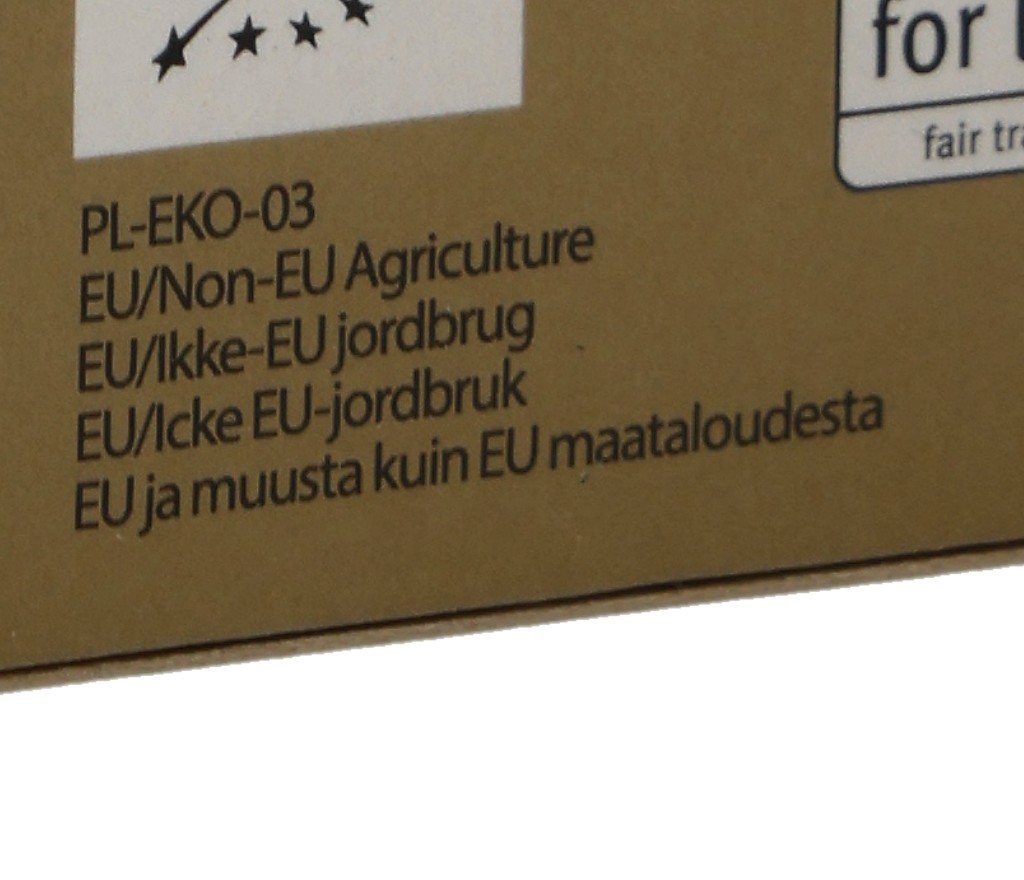 for
fair
PL-EKO-03
EU/Non-EU Agriculture
EU/Ikke-EU jordbrug
EU/Icke EU-jordbruk
EU ja muusta kuin EU maataloudesta